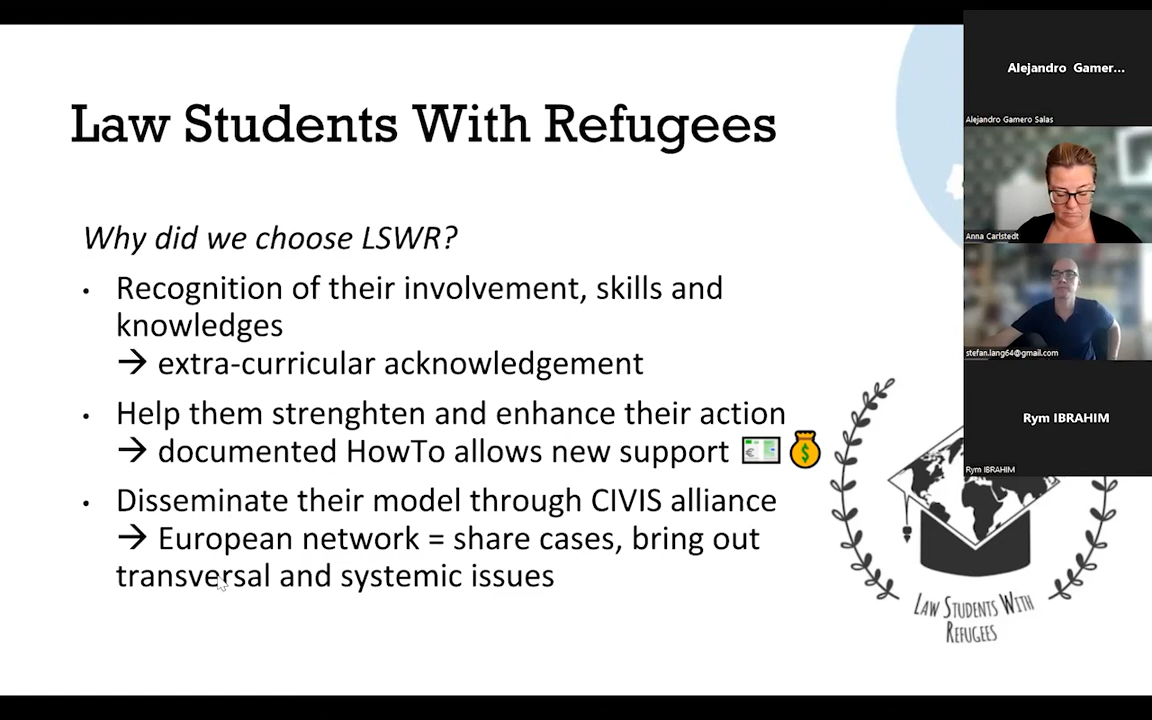 Law Students With Refugees
Why did we choose LSWR?
• Recognition of their involvement, skills and
knowledges
→ extra-curricular acknowledgement
• Help them strenghten and enhance their action
→ documented HowTo allows new support
• Disseminate their model through CIVIS alliance
→ European network = share cases, bring out
transversal and systemic issues
LAW STUDENTS WITH
REFUGEES
Alejandro Gamer...
Alejandro Gamero Salas
Anna Carlstedt
stefan.lang64@gmail.com
Rym IBRAHIM
Rym IBRAHIM